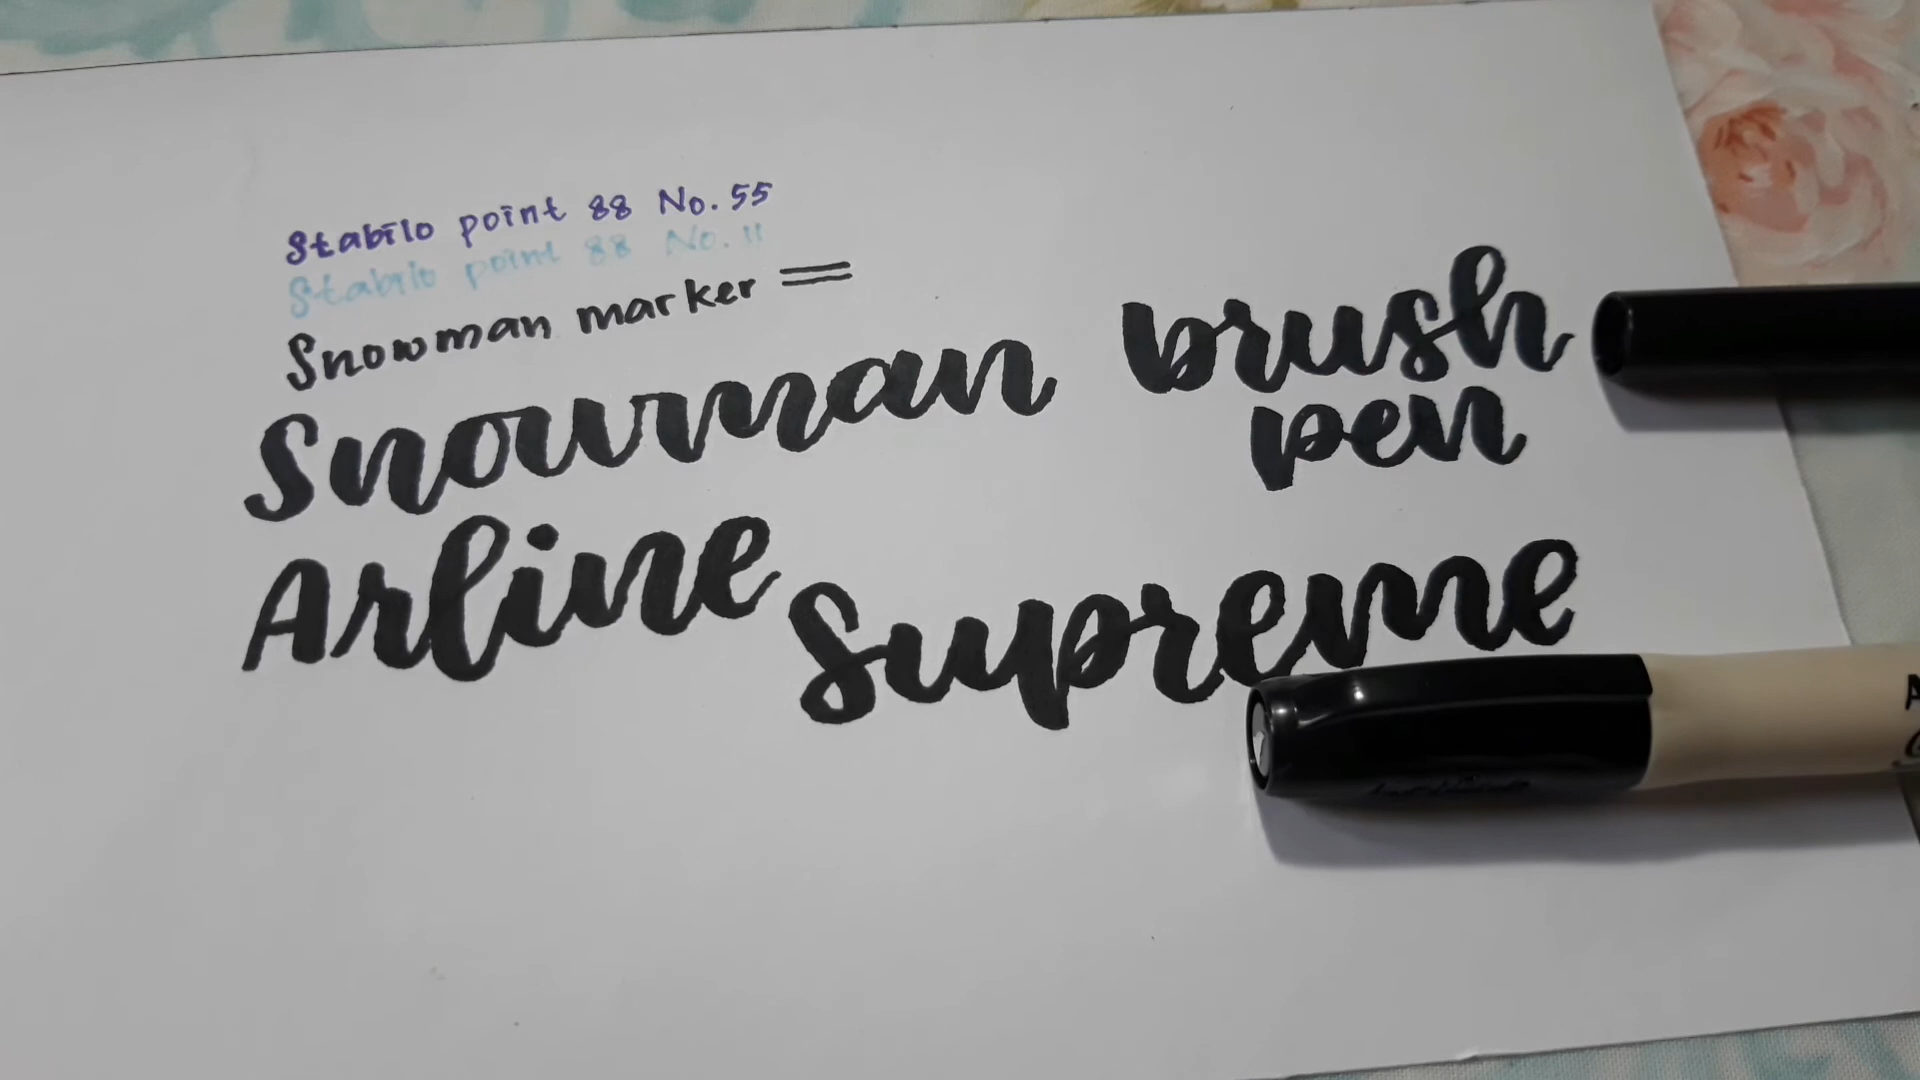 Stabilo point 88 No. 55
Stabilo point 88 No. 11
Snowman marker =
Snowman brush
pen
Arline Supreme